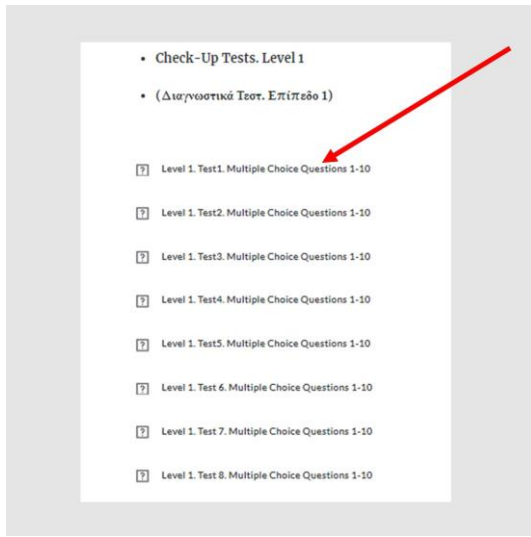 • Check-Up Tests. Level 1
• (Διαγνωστικά Τεστ. Επίπεδο 1)
Level 1. Test1. Multiple Choice Questions 1-10
Level 1. Test2. Multiple Choice Questions 1-10
Level 1. Test3. Multiple Choice Questions 1-10
Level 1. Test4. Multiple Choice Questions 1-10
Level 1. Test5. Multiple Choice Questions 1-10
Level 1. Test 6. Multiple Choice Questions 1-10
Level 1. Test 7. Multiple Choice Questions 1-10
Level 1. Test 8. Multiple Choice Questions 1-10